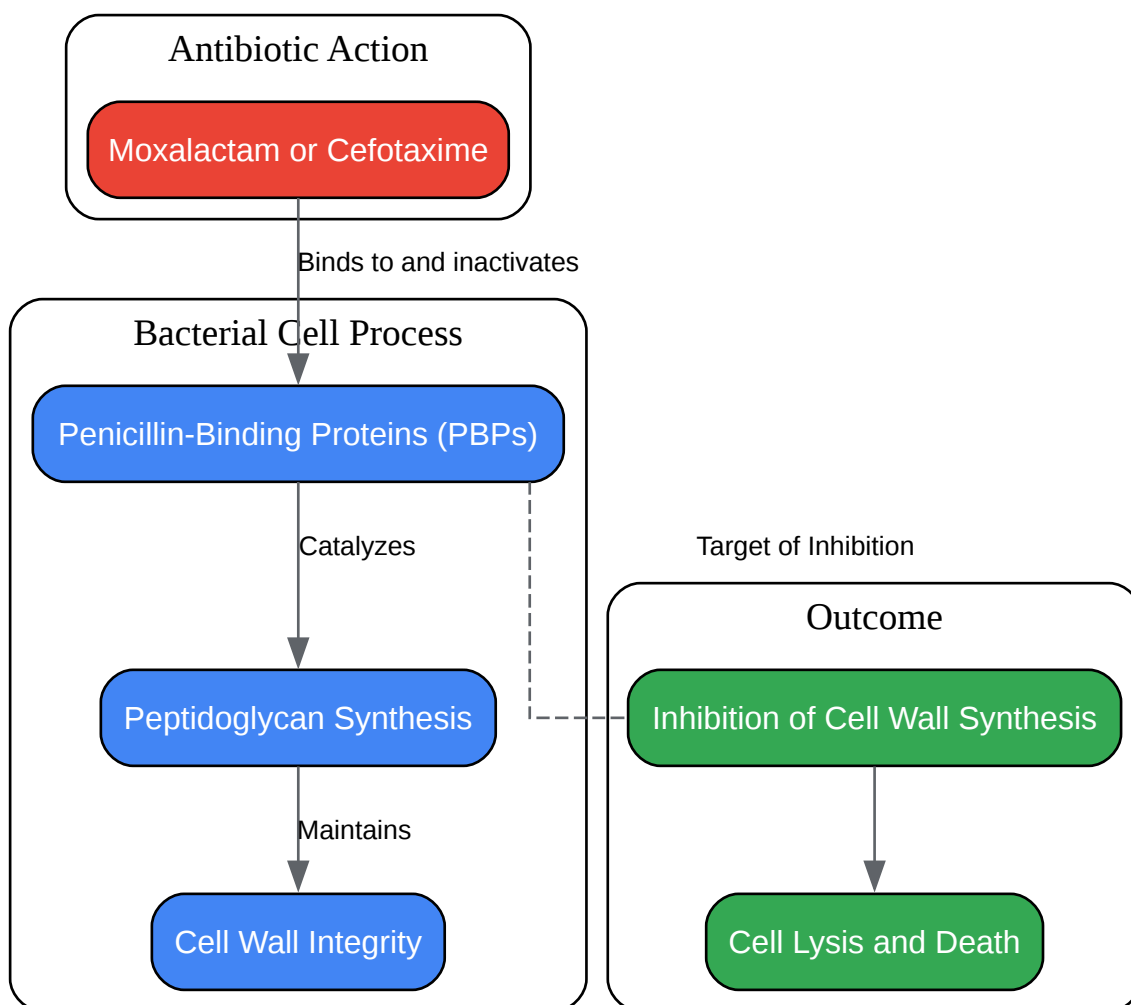 Antibiotic Action
Moxalactam or Cefotaxime
Binds to and inactivates
Bacterial Cell Process
Penicillin-Binding Proteins (PBPs)
Catalyzes
Target of Inhibition
Outcome
Peptidoglycan Synthesis
Inhibition of Cell Wall Synthesis
Maintains
Cell Wall Integrity
Cell Lysis and Death